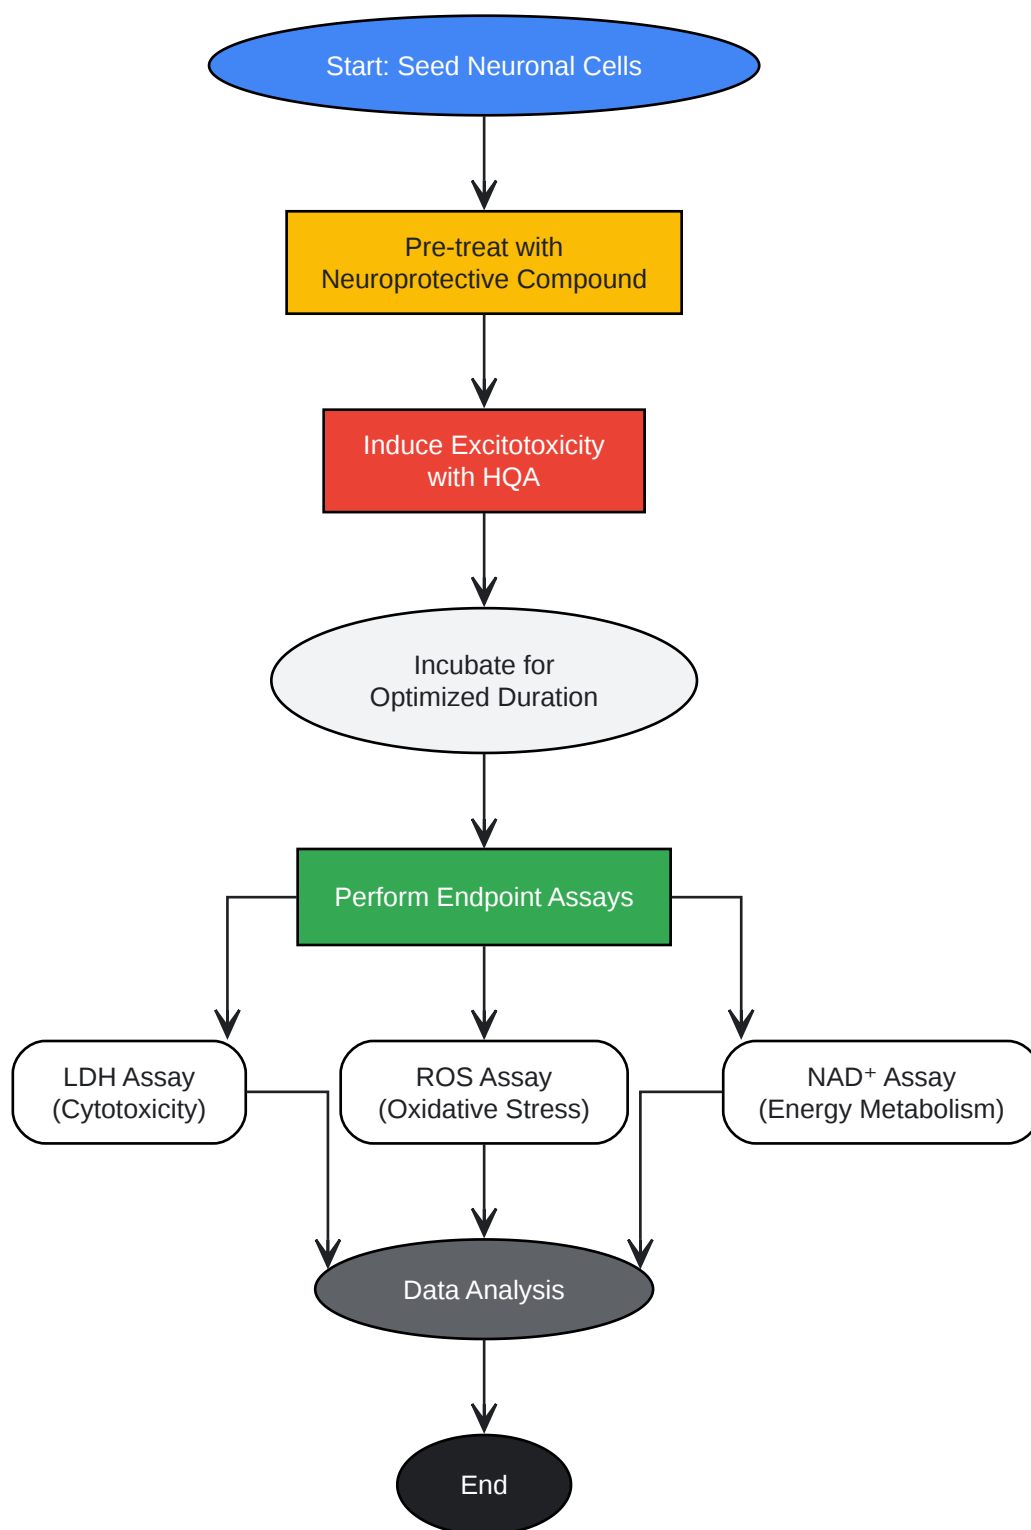 Start: Seed Neuronal Cells
Pre-treat with
Neuroprotective Compound
Induce Excitotoxicity
with HQA
Incubate for
Optimized Duration
Perform Endpoint Assays
LDH Assay
(Cytotoxicity)
ROS Assay
(Oxidative Stress)
NAD⁺ Assay
(Energy Metabolism)
Data Analysis
End